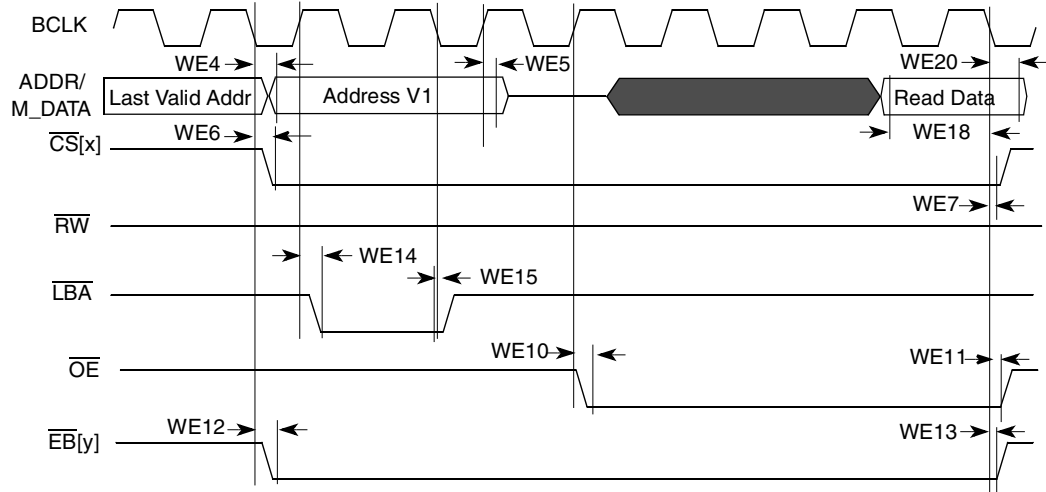 BCLK
WE4
WE5
WE20
ADDR/
M_DATA
Last Valid Addr
Address V1
Read Data
WE6
WE18
CS[x]
WE7
RW
WE14
WE15
LBA
WE10
WE11
OE
WE12
WE13
EB[y]